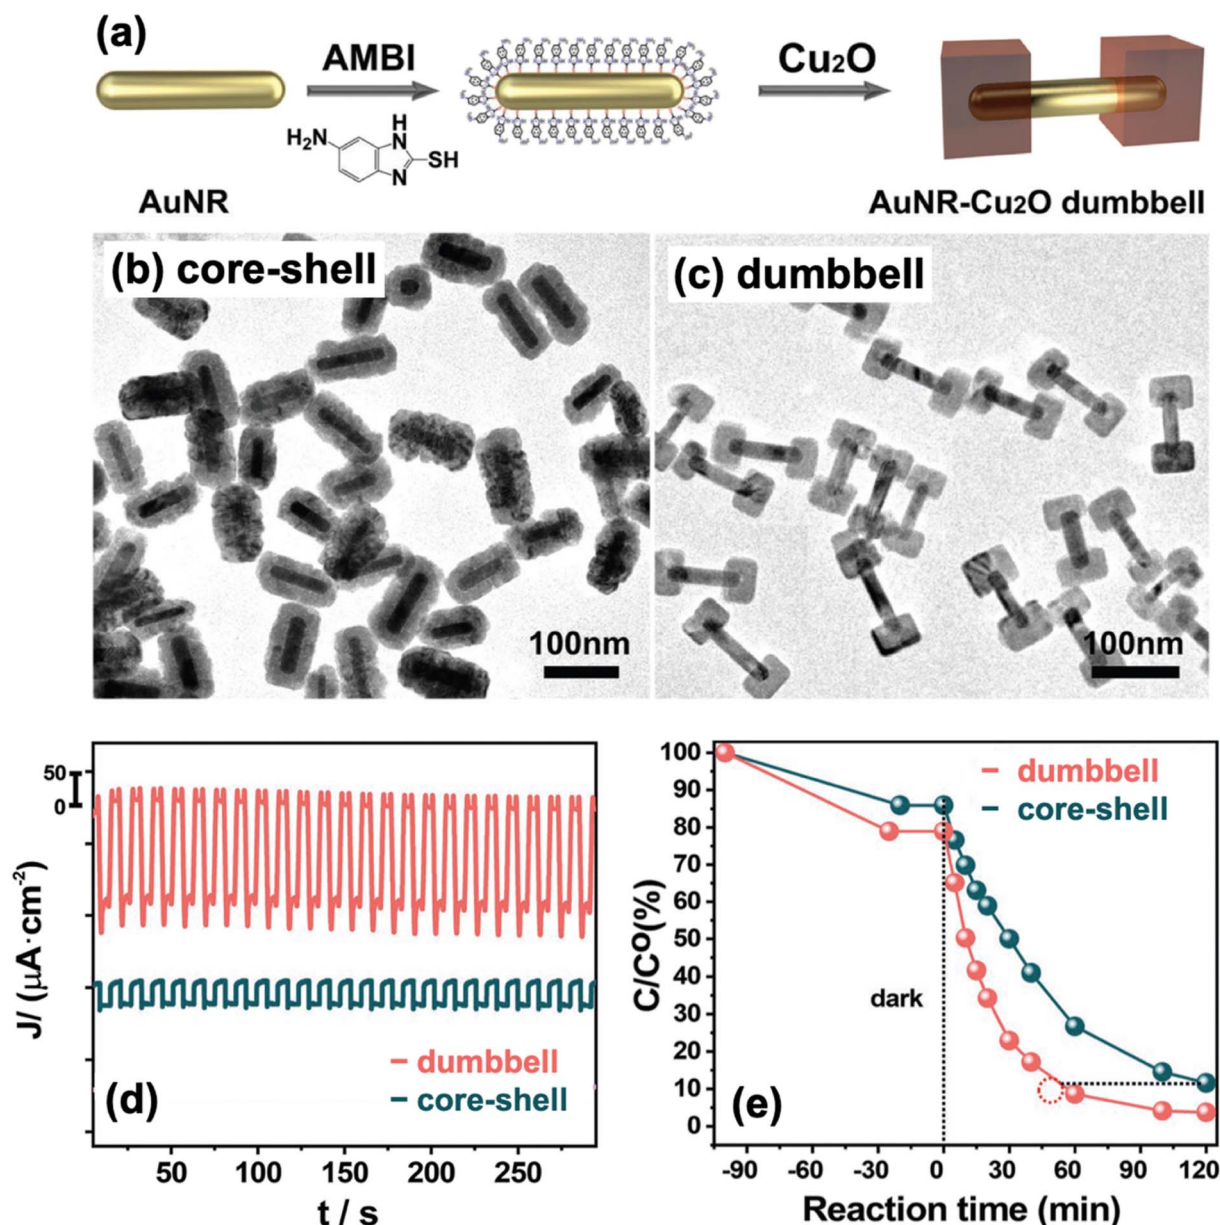 (a)
AMBI
Cu₂O
H₂N
H
N
SH
N
AuNR
AuNR-Cu₂O dumbbell
(b) core-shell
(c) dumbbell
100nm
100nm
50
0
J/ (μA·cm⁻²)
dumbbell
core-shell
(d)
50 100 150 200 250
t / s
100
90
80
70
60
50
40
30
20
10
0
C/C⁰(%)
dumbbell
core-shell
dark
(e)
-90 -60 -30 0 30 60 90 120
Reaction time (min)